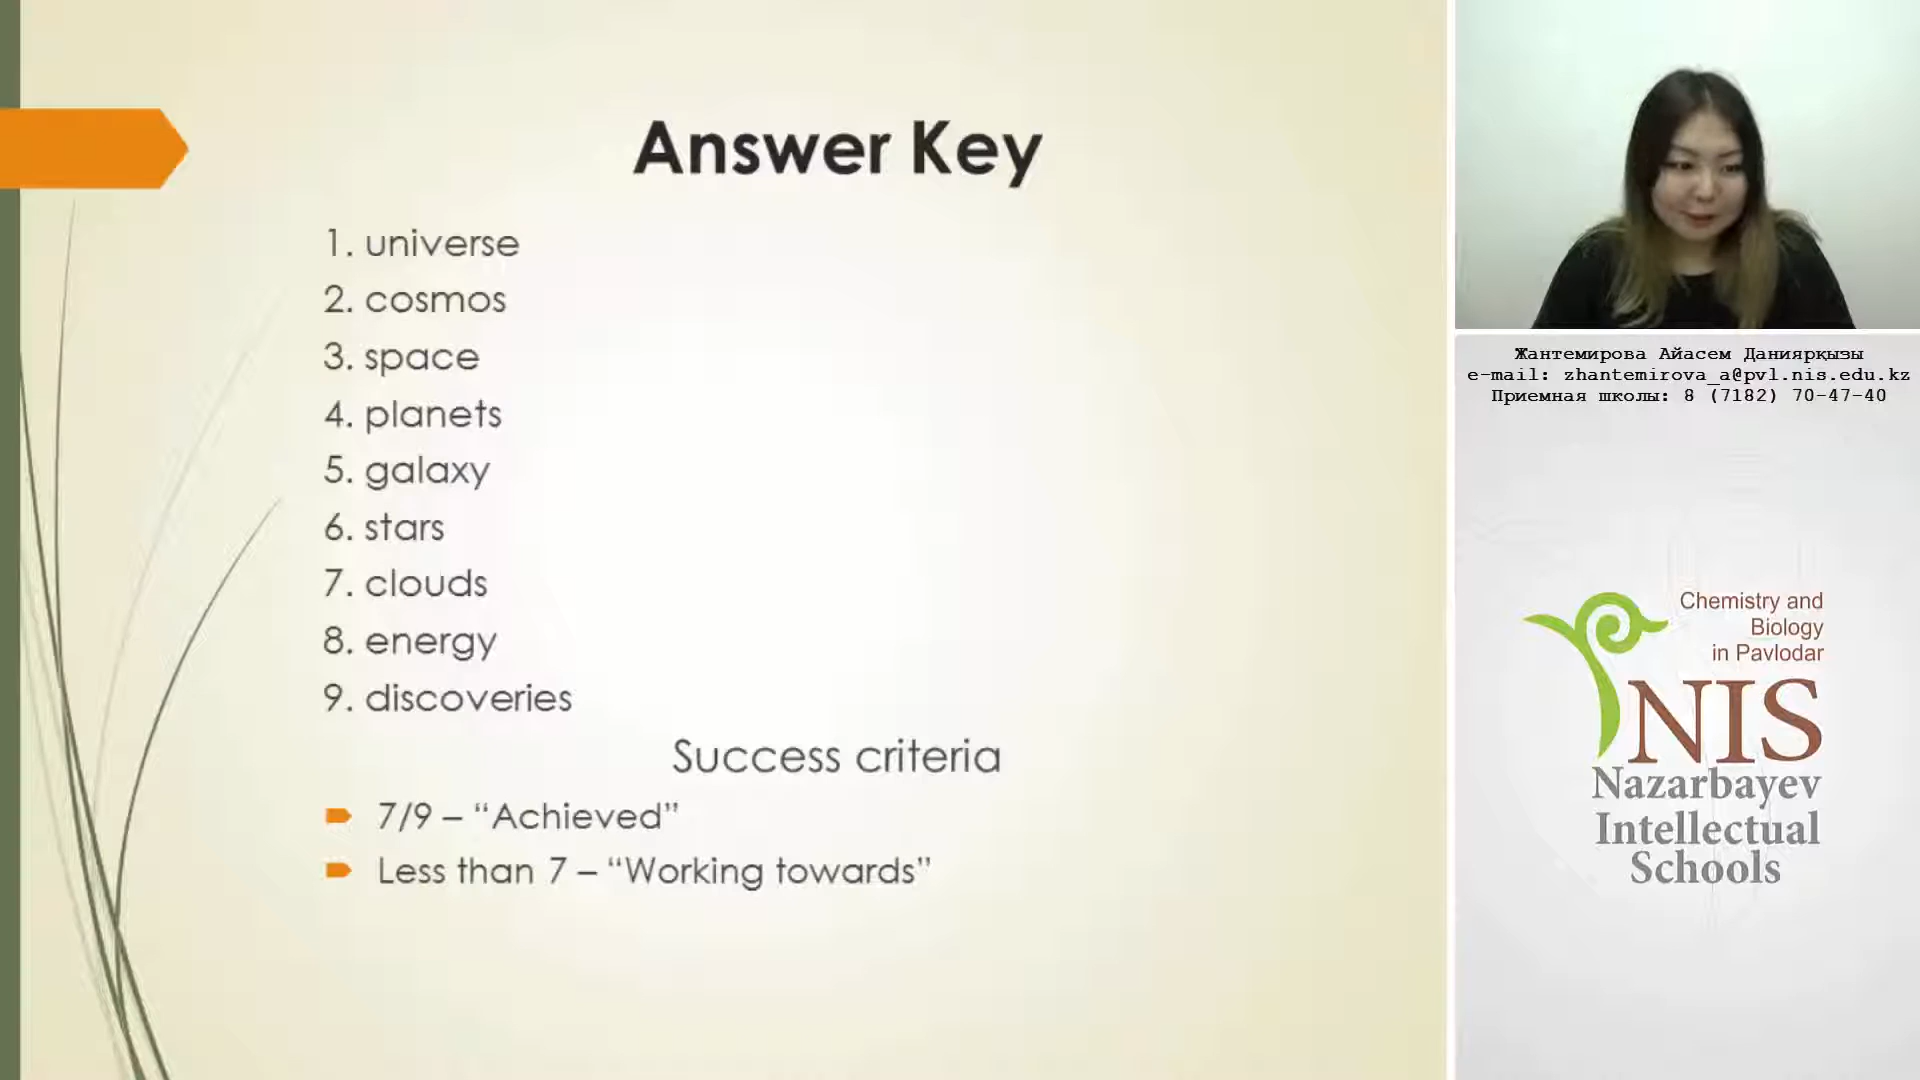 Answer Key
1. universe
2. cosmos
3. space
4. planets
5. galaxy
6. stars
7. clouds
8. energy
9. discoveries
Success criteria
7/9 – “Achieved”
Less than 7 – “Working towards”
Жантемирова Айасем Даниярқызы
e-mail: zhantemirova_a@pvl.nis.edu.kz
Приемная школы: 8 (7182) 70-47-40
Chemistry and
Biology
in Pavlodar
NIS
Nazarbayev
Intellectual
Schools